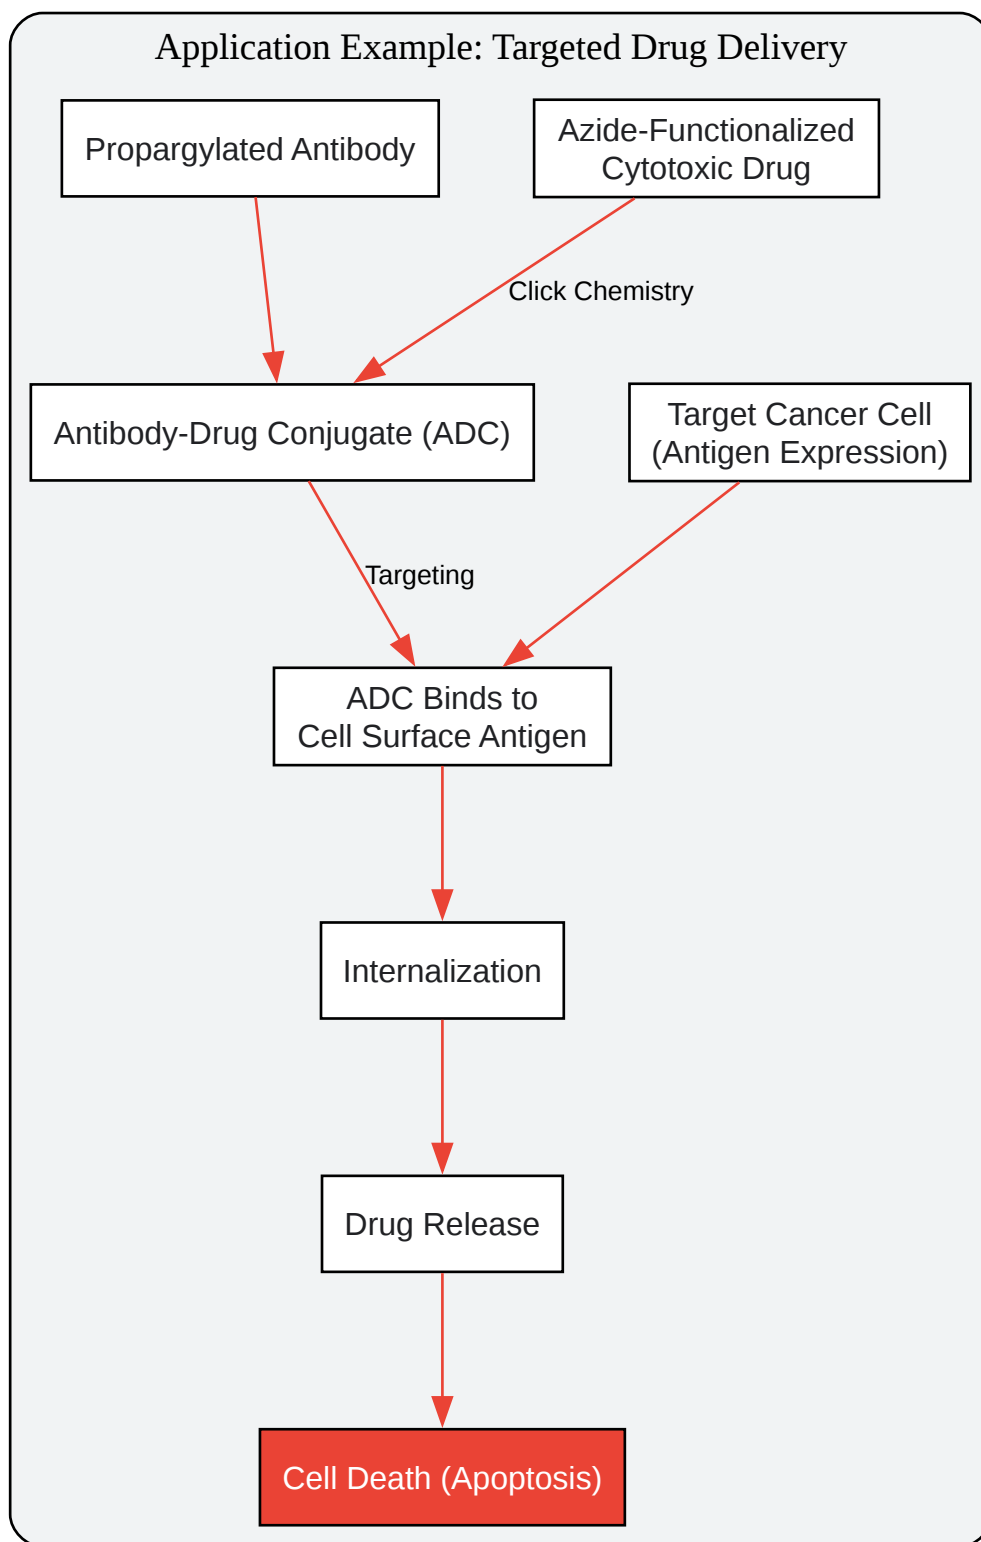 Application Example: Targeted Drug Delivery
Propargylated Antibody
Azide-Functionalized
Cytotoxic Drug
Click Chemistry
Antibody-Drug Conjugate (ADC)
Target Cancer Cell
(Antigen Expression)
Targeting
ADC Binds to
Cell Surface Antigen
Internalization
Drug Release
Cell Death (Apoptosis)